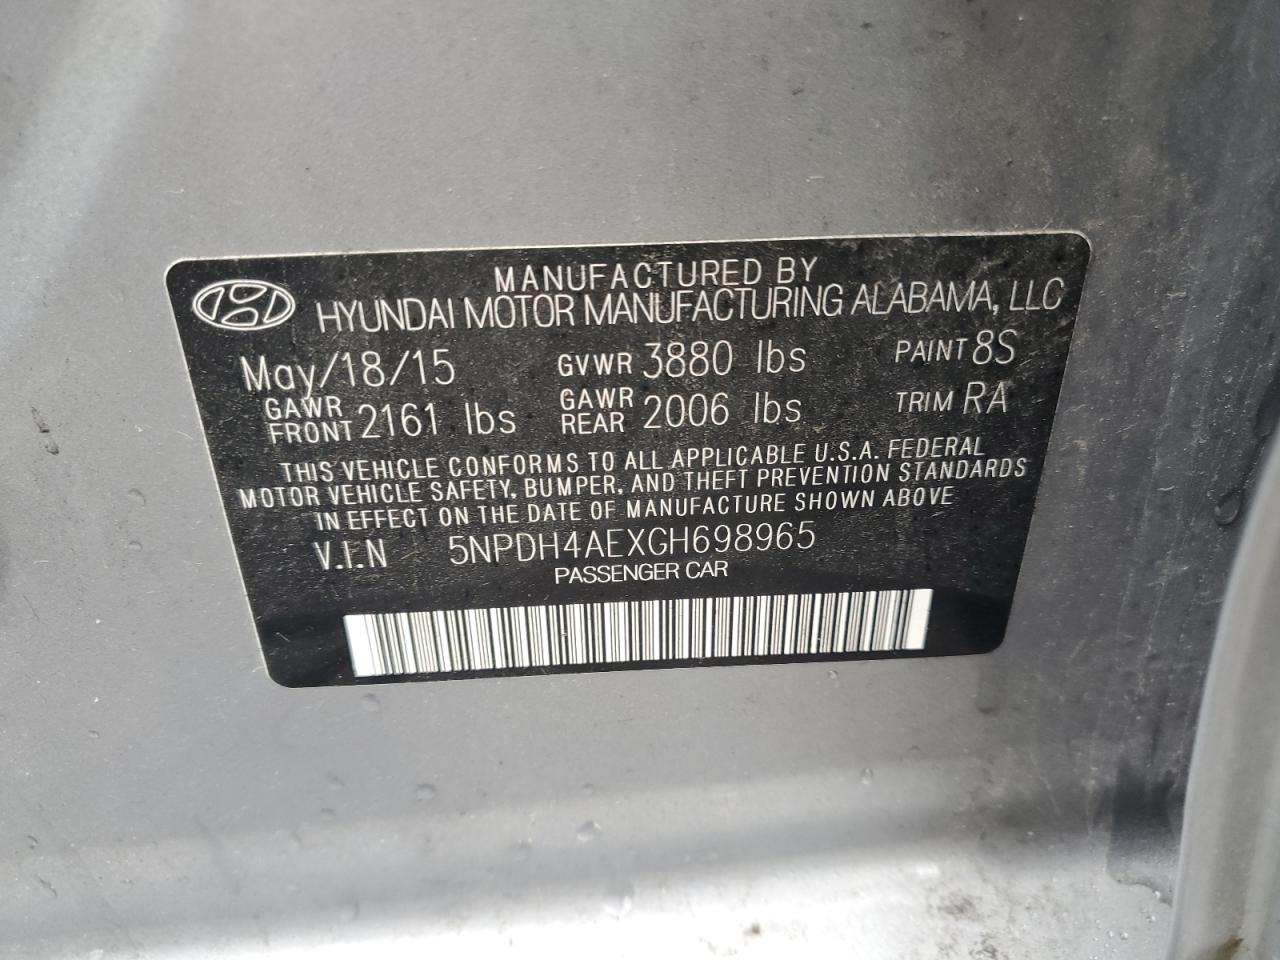 MANUFACTURED BY
HYUNDAI MOTOR MANUFACTURING ALABAMA, LLC
May/18/15 GVWR 3880 lbs PAINT 8S
GAWR FRONT 2161 lbs GAWR REAR 2006 lbs TRIM RA
THIS VEHICLE CONFORMS TO ALL APPLICABLE U.S.A. FEDERAL
MOTOR VEHICLE SAFETY, BUMPER, AND THEFT PREVENTION STANDARDS
IN EFFECT ON THE DATE OF MANUFACTURE SHOWN ABOVE
V.I.N 5NPDH4AEXGH698965
PASSENGER CAR